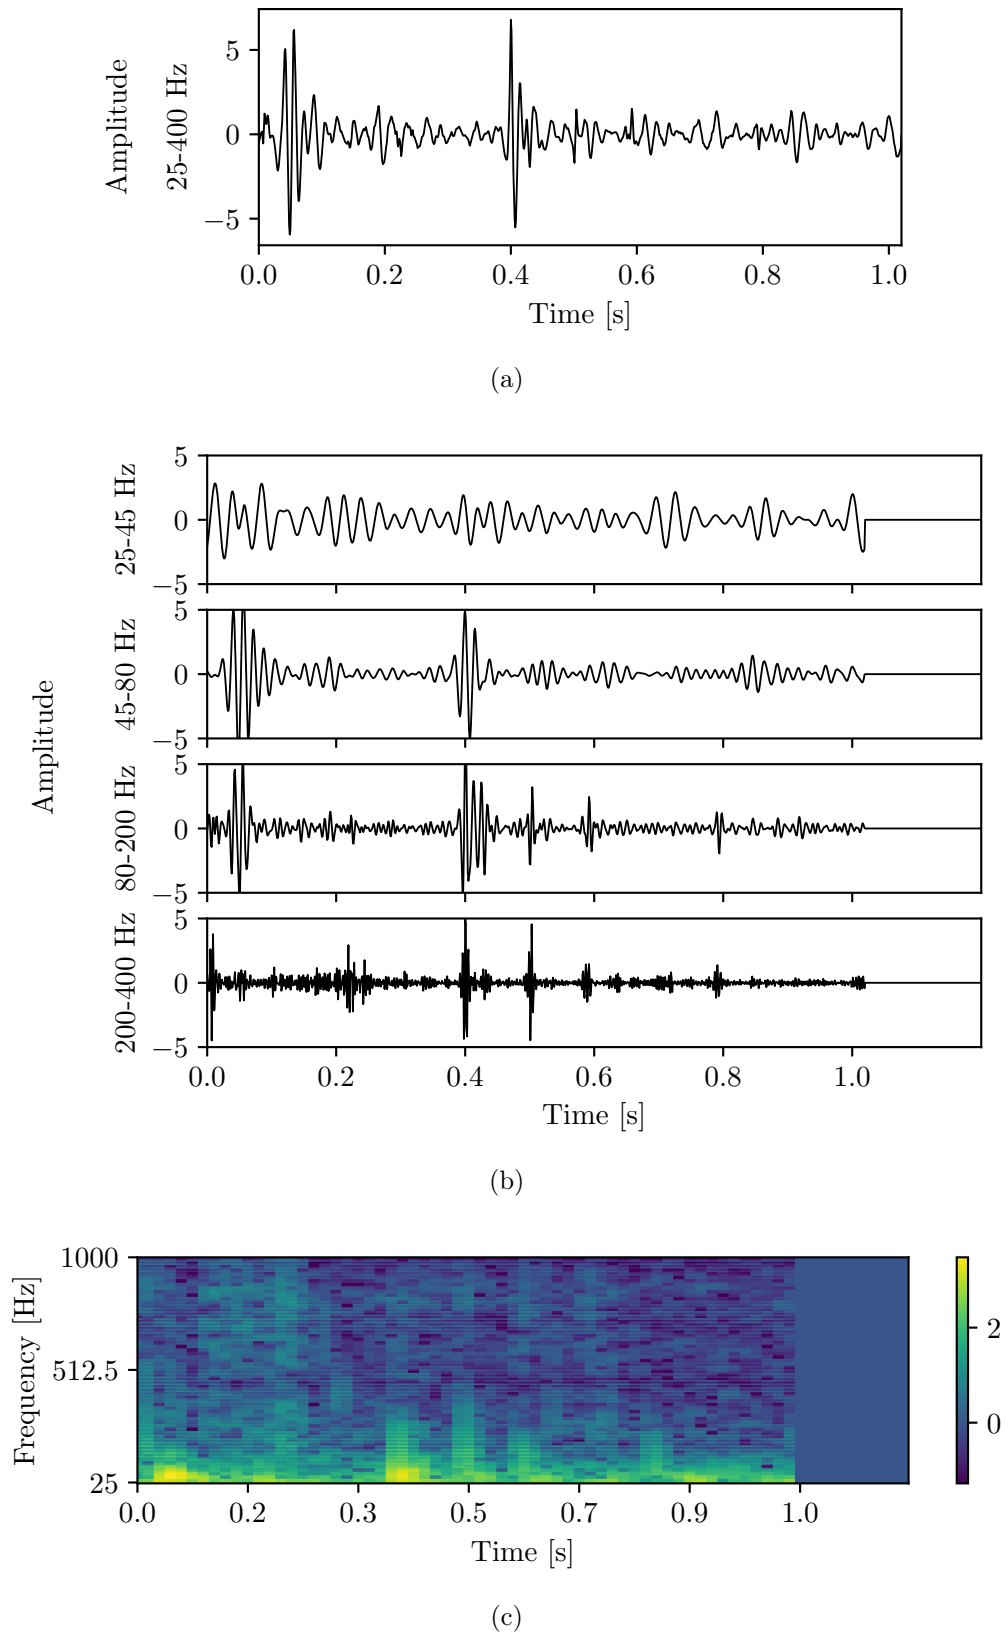 Amplitude
25-400 Hz
5
0
−5
0.0 0.2 0.4 0.6 0.8 1.0
Time [s]
(a)
Amplitude
25-45 Hz
5
0
−5
45-80 Hz
5
0
−5
80-200 Hz
5
0
−5
200-400 Hz
5
0
−5
0.0 0.2 0.4 0.6 0.8 1.0
Time [s]
(b)
Frequency [Hz]
1000
512.5
25
2
0
0.0 0.2 0.3 0.5 0.7 0.9 1.0
Time [s]
(c)